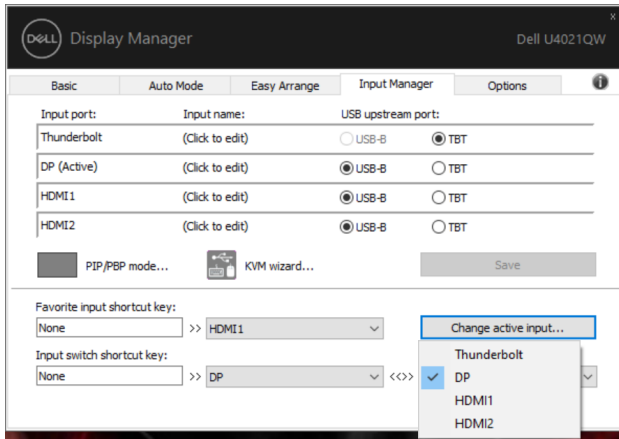 x
DELL Display Manager Dell U4021QW
Basic Auto Mode Easy Arrange Input Manager Options i
Input port: Input name: USB upstream port:
Thunderbolt (Click to edit) USB-B TBT
DP (Active) (Click to edit) USB-B TBT
HDMI1 (Click to edit) USB-B TBT
HDMI2 (Click to edit) USB-B TBT
PIP/PBP mode... KVM wizard... Save
Favorite input shortcut key:
None >> HDMI1 Change active input...
Input switch shortcut key:
None >> DP <<>>
Thunderbolt
DP
HDMI1
HDMI2